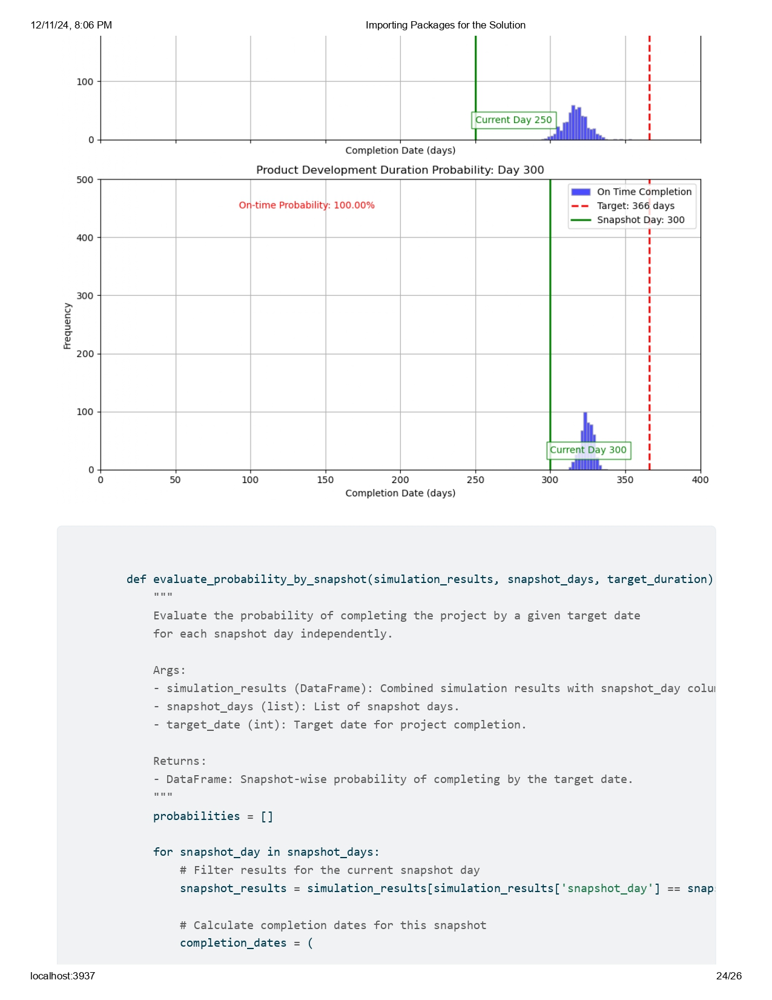 12/11/24, 8:06 PM
Importing Packages for the Solution
100
Current Day 250
0
Completion Date (days)
Product Development Duration Probability: Day 300
500
On-time Probability: 100.00%
On Time Completion
Target: 366 days
Snapshot Day: 300
400
300
Frequency
200
100
Current Day 300
0
0 50 100 150 200 250 300 350 400
Completion Date (days)
def evaluate_probability_by_snapshot(simulation_results, snapshot_days, target_duration)
"""
Evaluate the probability of completing the project by a given target date
for each snapshot day independently.
Args:
- simulation_results (DataFrame): Combined simulation results with snapshot_day colu
- snapshot_days (list): List of snapshot days.
- target_date (int): Target date for project completion.
Returns:
- DataFrame: Snapshot-wise probability of completing by the target date.
"""
probabilities = []
for snapshot_day in snapshot_days:
# Filter results for the current snapshot day
snapshot_results = simulation_results[simulation_results['snapshot_day'] == snap
# Calculate completion dates for this snapshot
completion_dates = (
localhost:3937
24/26